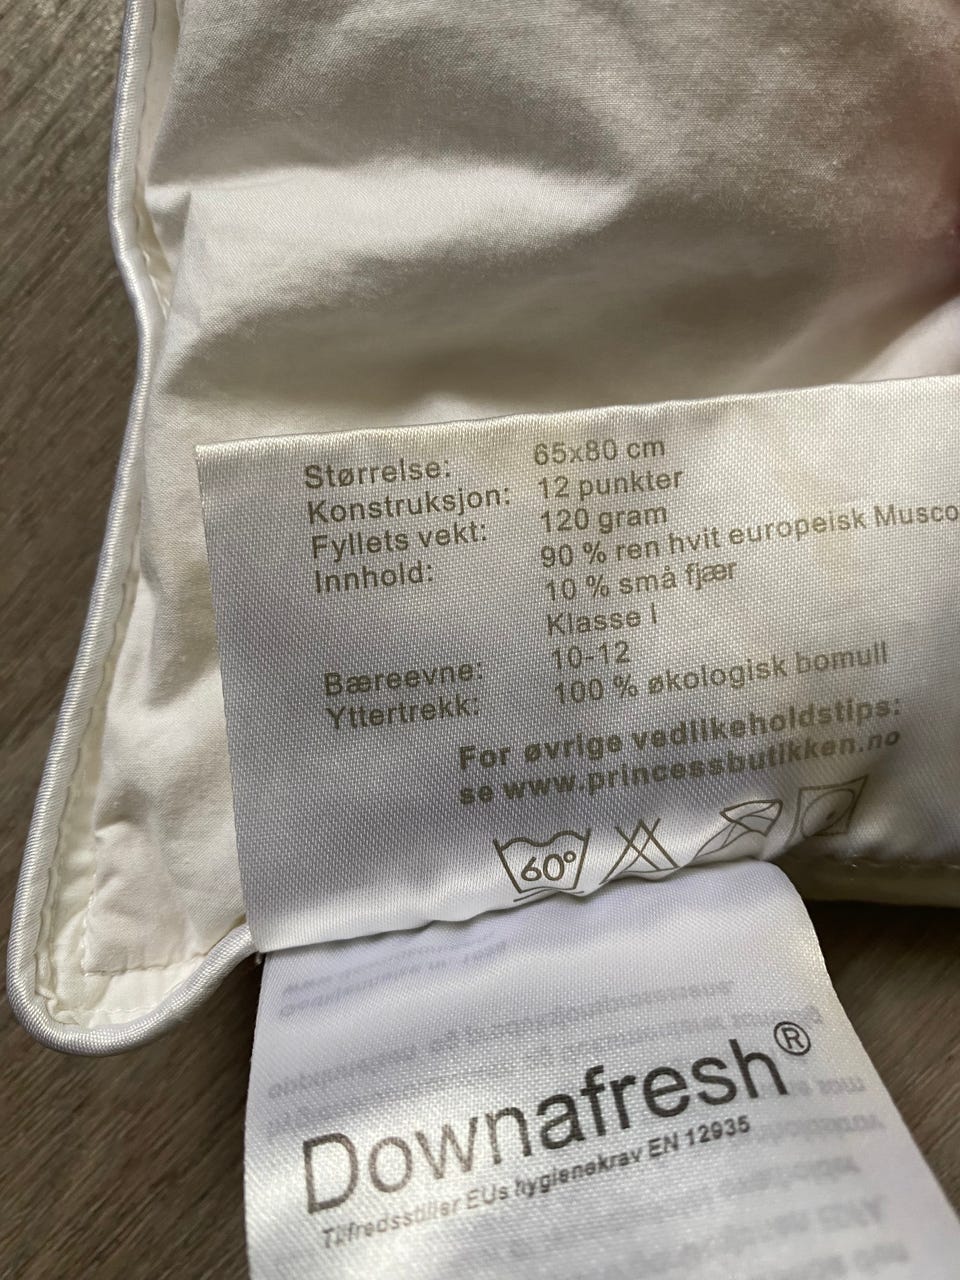 Størrelse: 65x80 cm
Konstruksjon: 12 punkter
Fyllets vekt: 120 gram
Innhold: 90 % ren hvit europeisk Musco
10 % små fjær
Klasse I
Bæreevne: 10-12
Yttertrekk: 100 % økologisk bomull
For øvrige vedlikeholdstips:
se www.princessbutikken.no
60°
Downafresh®
Tilfredsstiller EUs hygienekrav EN 12935